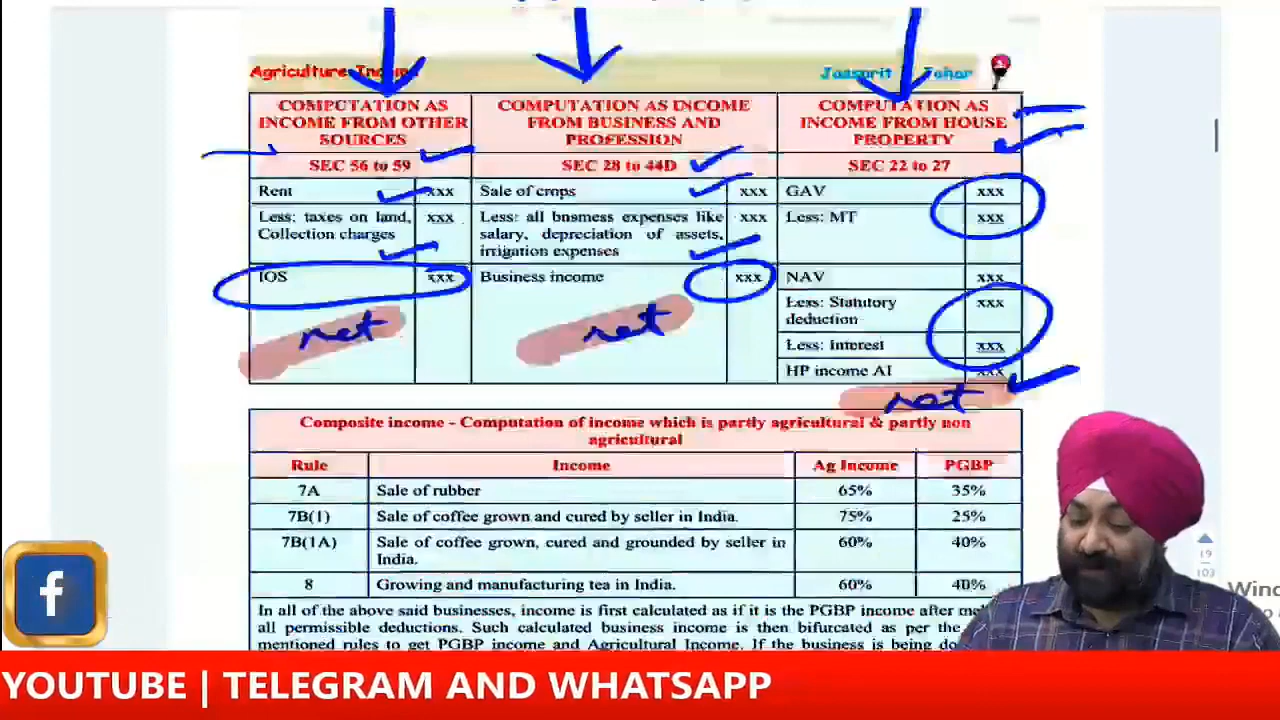 Agriculture Income Jassprit S Johar
COMPUTATION AS INCOME FROM OTHER SOURCES
COMPUTATION AS INCOME FROM BUSINESS AND PROFESSION
COMPUTATION AS INCOME FROM HOUSE PROPERTY
SEC 56 to 59 SEC 28 to 44D SEC 22 to 27
Rent xxx Sale of crops xxx GAV xxx
Less: taxes on land, Collection charges xxx
Less: all business expenses like salary, depreciation of assets, irrigation expenses xxx
Less: MT xxx
IOS xxx Business income xxx NAV xxx
Less: Statutory deduction xxx
Less: Interest xxx
HP income AI xxx
net net net
Composite income - Computation of income which is partly agricultural & partly non agricultural
Rule Income Ag Income PGBP
7A Sale of rubber 65% 35%
7B(1) Sale of coffee grown and cured by seller in India. 75% 25%
7B(1A) Sale of coffee grown, cured and grounded by seller in India. 60% 40%
8 Growing and manufacturing tea in India. 60% 40%
In all of the above said businesses, income is first calculated as if it is the PGBP income after
all permissible deductions. Such calculated business income is then bifurcated as per the
mentioned rules to get PGBP income and Agricultural Income. If the business is being
19
103
f
YOUTUBE | TELEGRAM AND WHATSAPP